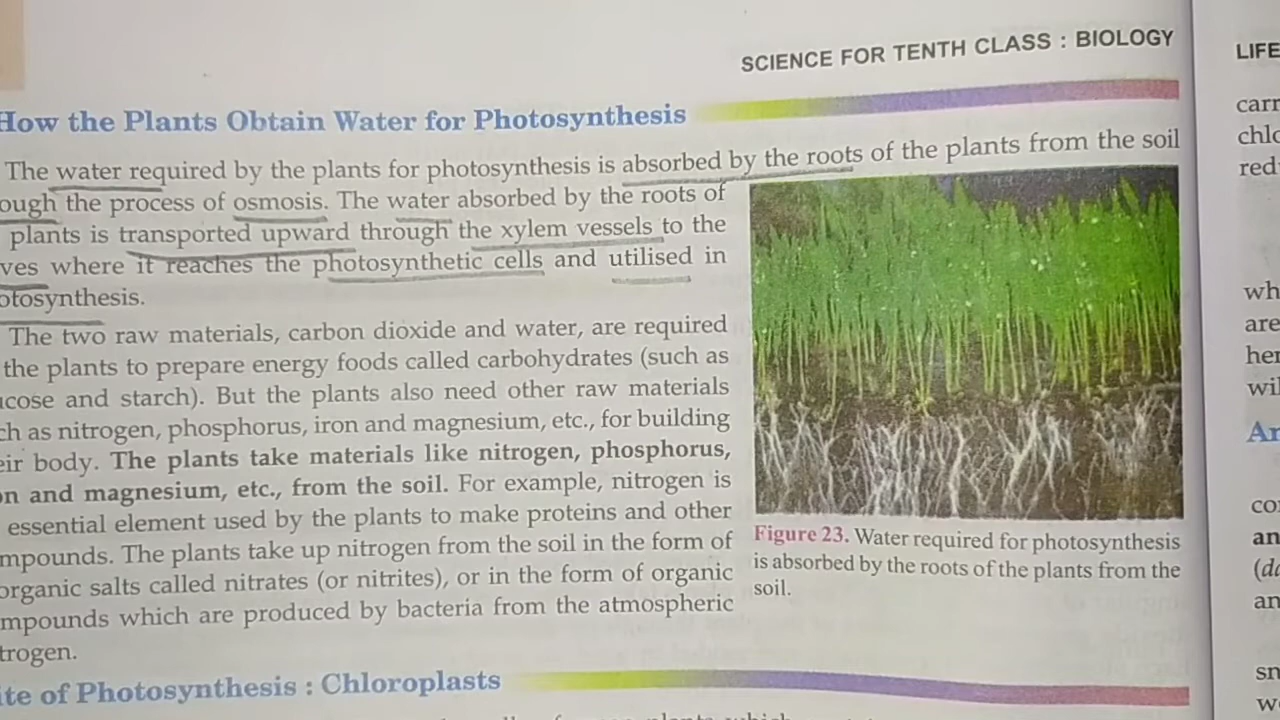 SCIENCE FOR TENTH CLASS : BIOLOGY
How the Plants Obtain Water for Photosynthesis
The water required by the plants for photosynthesis is absorbed by the roots of the plants from the soil
ough the process of osmosis. The water absorbed by the roots of
plants is transported upward through the xylem vessels to the
ves where it reaches the photosynthetic cells and utilised in
otosynthesis.
The two raw materials, carbon dioxide and water, are required
the plants to prepare energy foods called carbohydrates (such as
ucose and starch). But the plants also need other raw materials
ch as nitrogen, phosphorus, iron and magnesium, etc., for building
eir body. The plants take materials like nitrogen, phosphorus,
on and magnesium, etc., from the soil. For example, nitrogen is
essential element used by the plants to make proteins and other
mpounds. The plants take up nitrogen from the soil in the form of
organic salts called nitrates (or nitrites), or in the form of organic
mpounds which are produced by bacteria from the atmospheric
trogen.
Figure 23. Water required for photosynthesis
is absorbed by the roots of the plants from the
soil.
ite of Photosynthesis : Chloroplasts
LIFE
carr
chlo
red
wh
are
her
wil
An
co
an
(da
an
sn
w